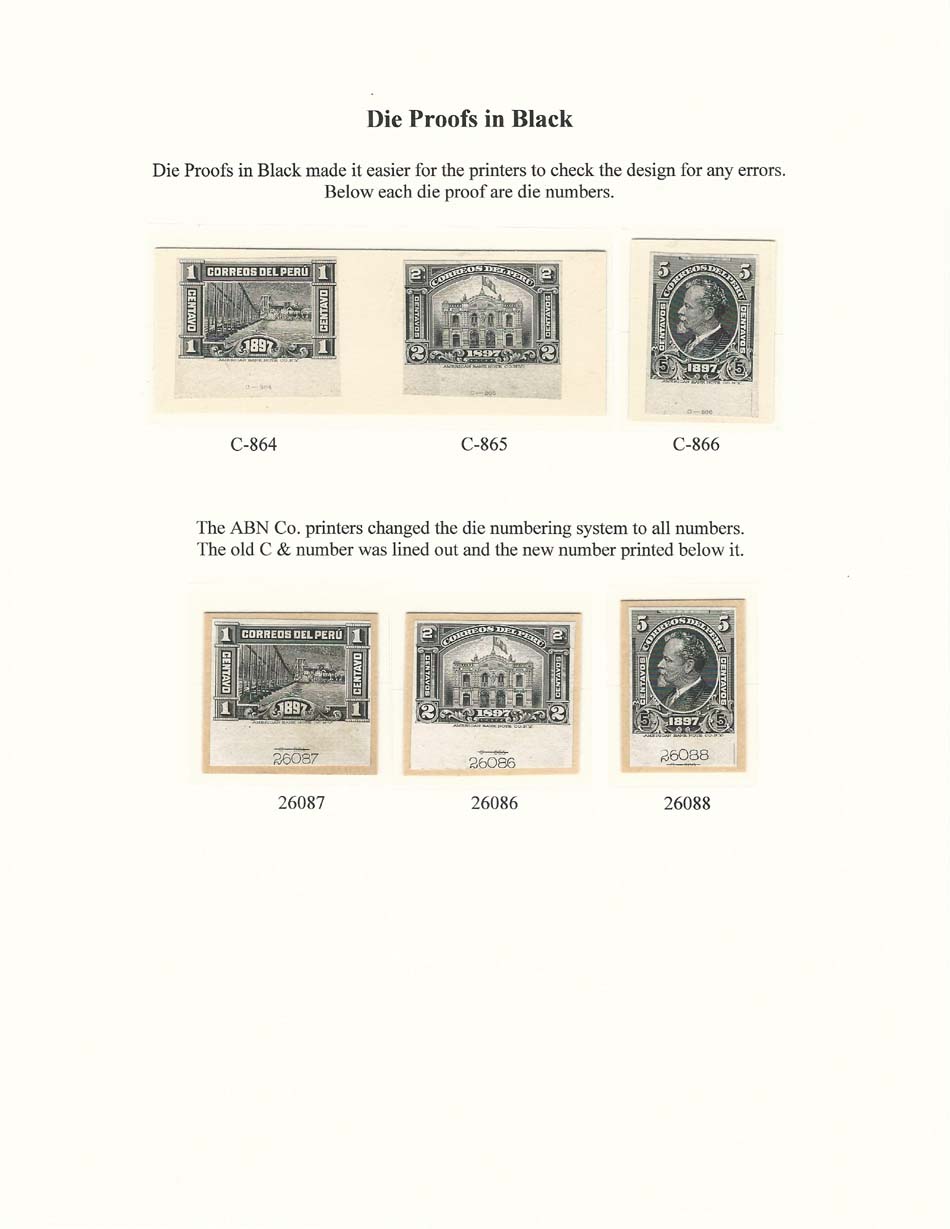 Die Proofs in Black
Die Proofs in Black made it easier for the printers to check the design for any errors.
Below each die proof are die numbers.
1 CORREOS DEL PERÚ 1
CENTAVO CENTAVO
1 1897 1
AMERICAN BANK NOTE CO. N.Y.
C-864
2 CORREOS DEL PERÚ 2
CENTAVOS CENTAVOS
2 1897 2
AMERICAN BANK NOTE CO. N.Y.
C-865
5 CORREOS DEL PERU 5
CENTAVOS CENTAVOS
5 1897 5
AMERICAN BANK NOTE CO. N.Y.
C-866
C-864
C-865
C-866
The ABN Co. printers changed the die numbering system to all numbers.
The old C & number was lined out and the new number printed below it.
1 CORREOS DEL PERÚ 1
CENTAVO CENTAVO
1 1897 1
AMERICAN BANK NOTE CO. N.Y.
26087
2 CORREOS DEL PERÚ 2
CENTAVOS CENTAVOS
2 1897 2
AMERICAN BANK NOTE CO. N.Y.
26086
5 CORREOS DEL PERU 5
CENTAVOS CENTAVOS
5 1897 5
AMERICAN BANK NOTE CO. N.Y.
26088
26087
26086
26088